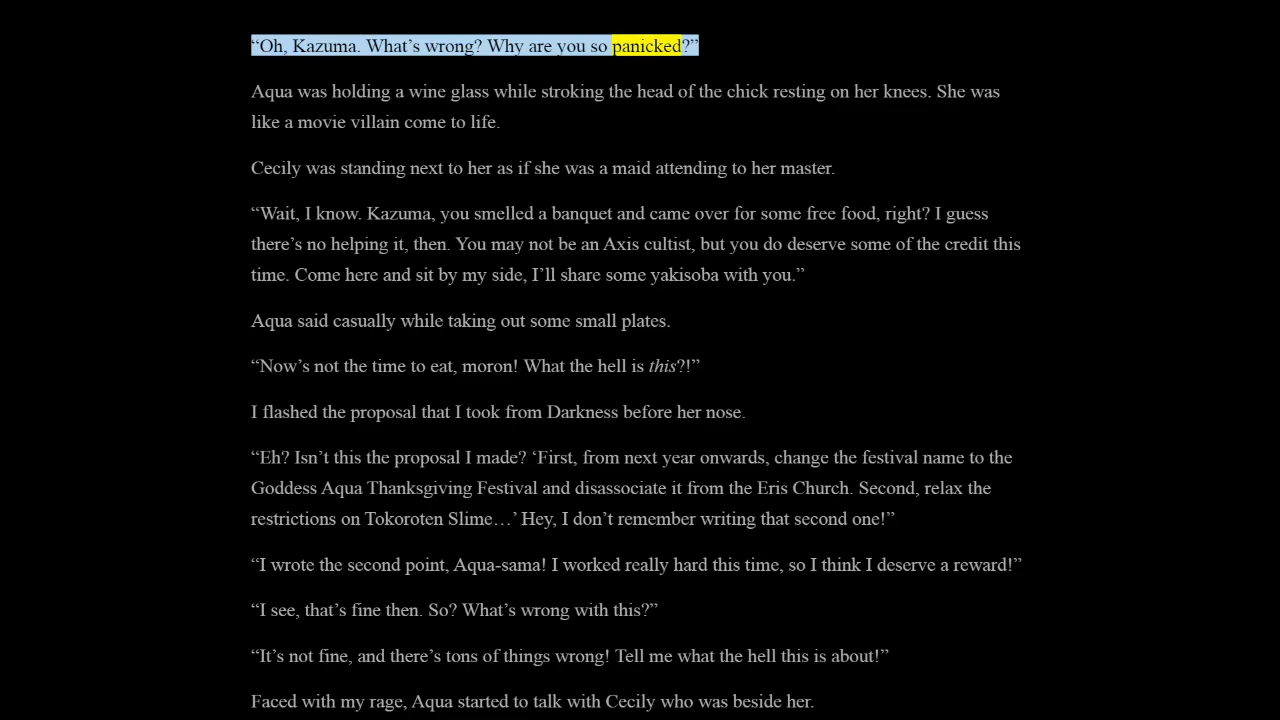 “Oh, Kazuma. What’s wrong? Why are you so panicked?”
Aqua was holding a wine glass while stroking the head of the chick resting on her knees. She was
like a movie villain come to life.
Cecily was standing next to her as if she was a maid attending to her master.
“Wait, I know. Kazuma, you smelled a banquet and came over for some free food, right? I guess
there’s no helping it, then. You may not be an Axis cultist, but you do deserve some of the credit this
time. Come here and sit by my side, I’ll share some yakisoba with you.”
Aqua said casually while taking out some small plates.
“Now’s not the time to eat, moron! What the hell is this?!”
I flashed the proposal that I took from Darkness before her nose.
“Eh? Isn’t this the proposal I made? ‘First, from next year onwards, change the festival name to the
Goddess Aqua Thanksgiving Festival and disassociate it from the Eris Church. Second, relax the
restrictions on Tokoroten Slime…’ Hey, I don’t remember writing that second one!”
“I wrote the second point, Aqua-sama! I worked really hard this time, so I think I deserve a reward!”
“I see, that’s fine then. So? What’s wrong with this?”
“It’s not fine, and there’s tons of things wrong! Tell me what the hell this is about!”
Faced with my rage, Aqua started to talk with Cecily who was beside her.